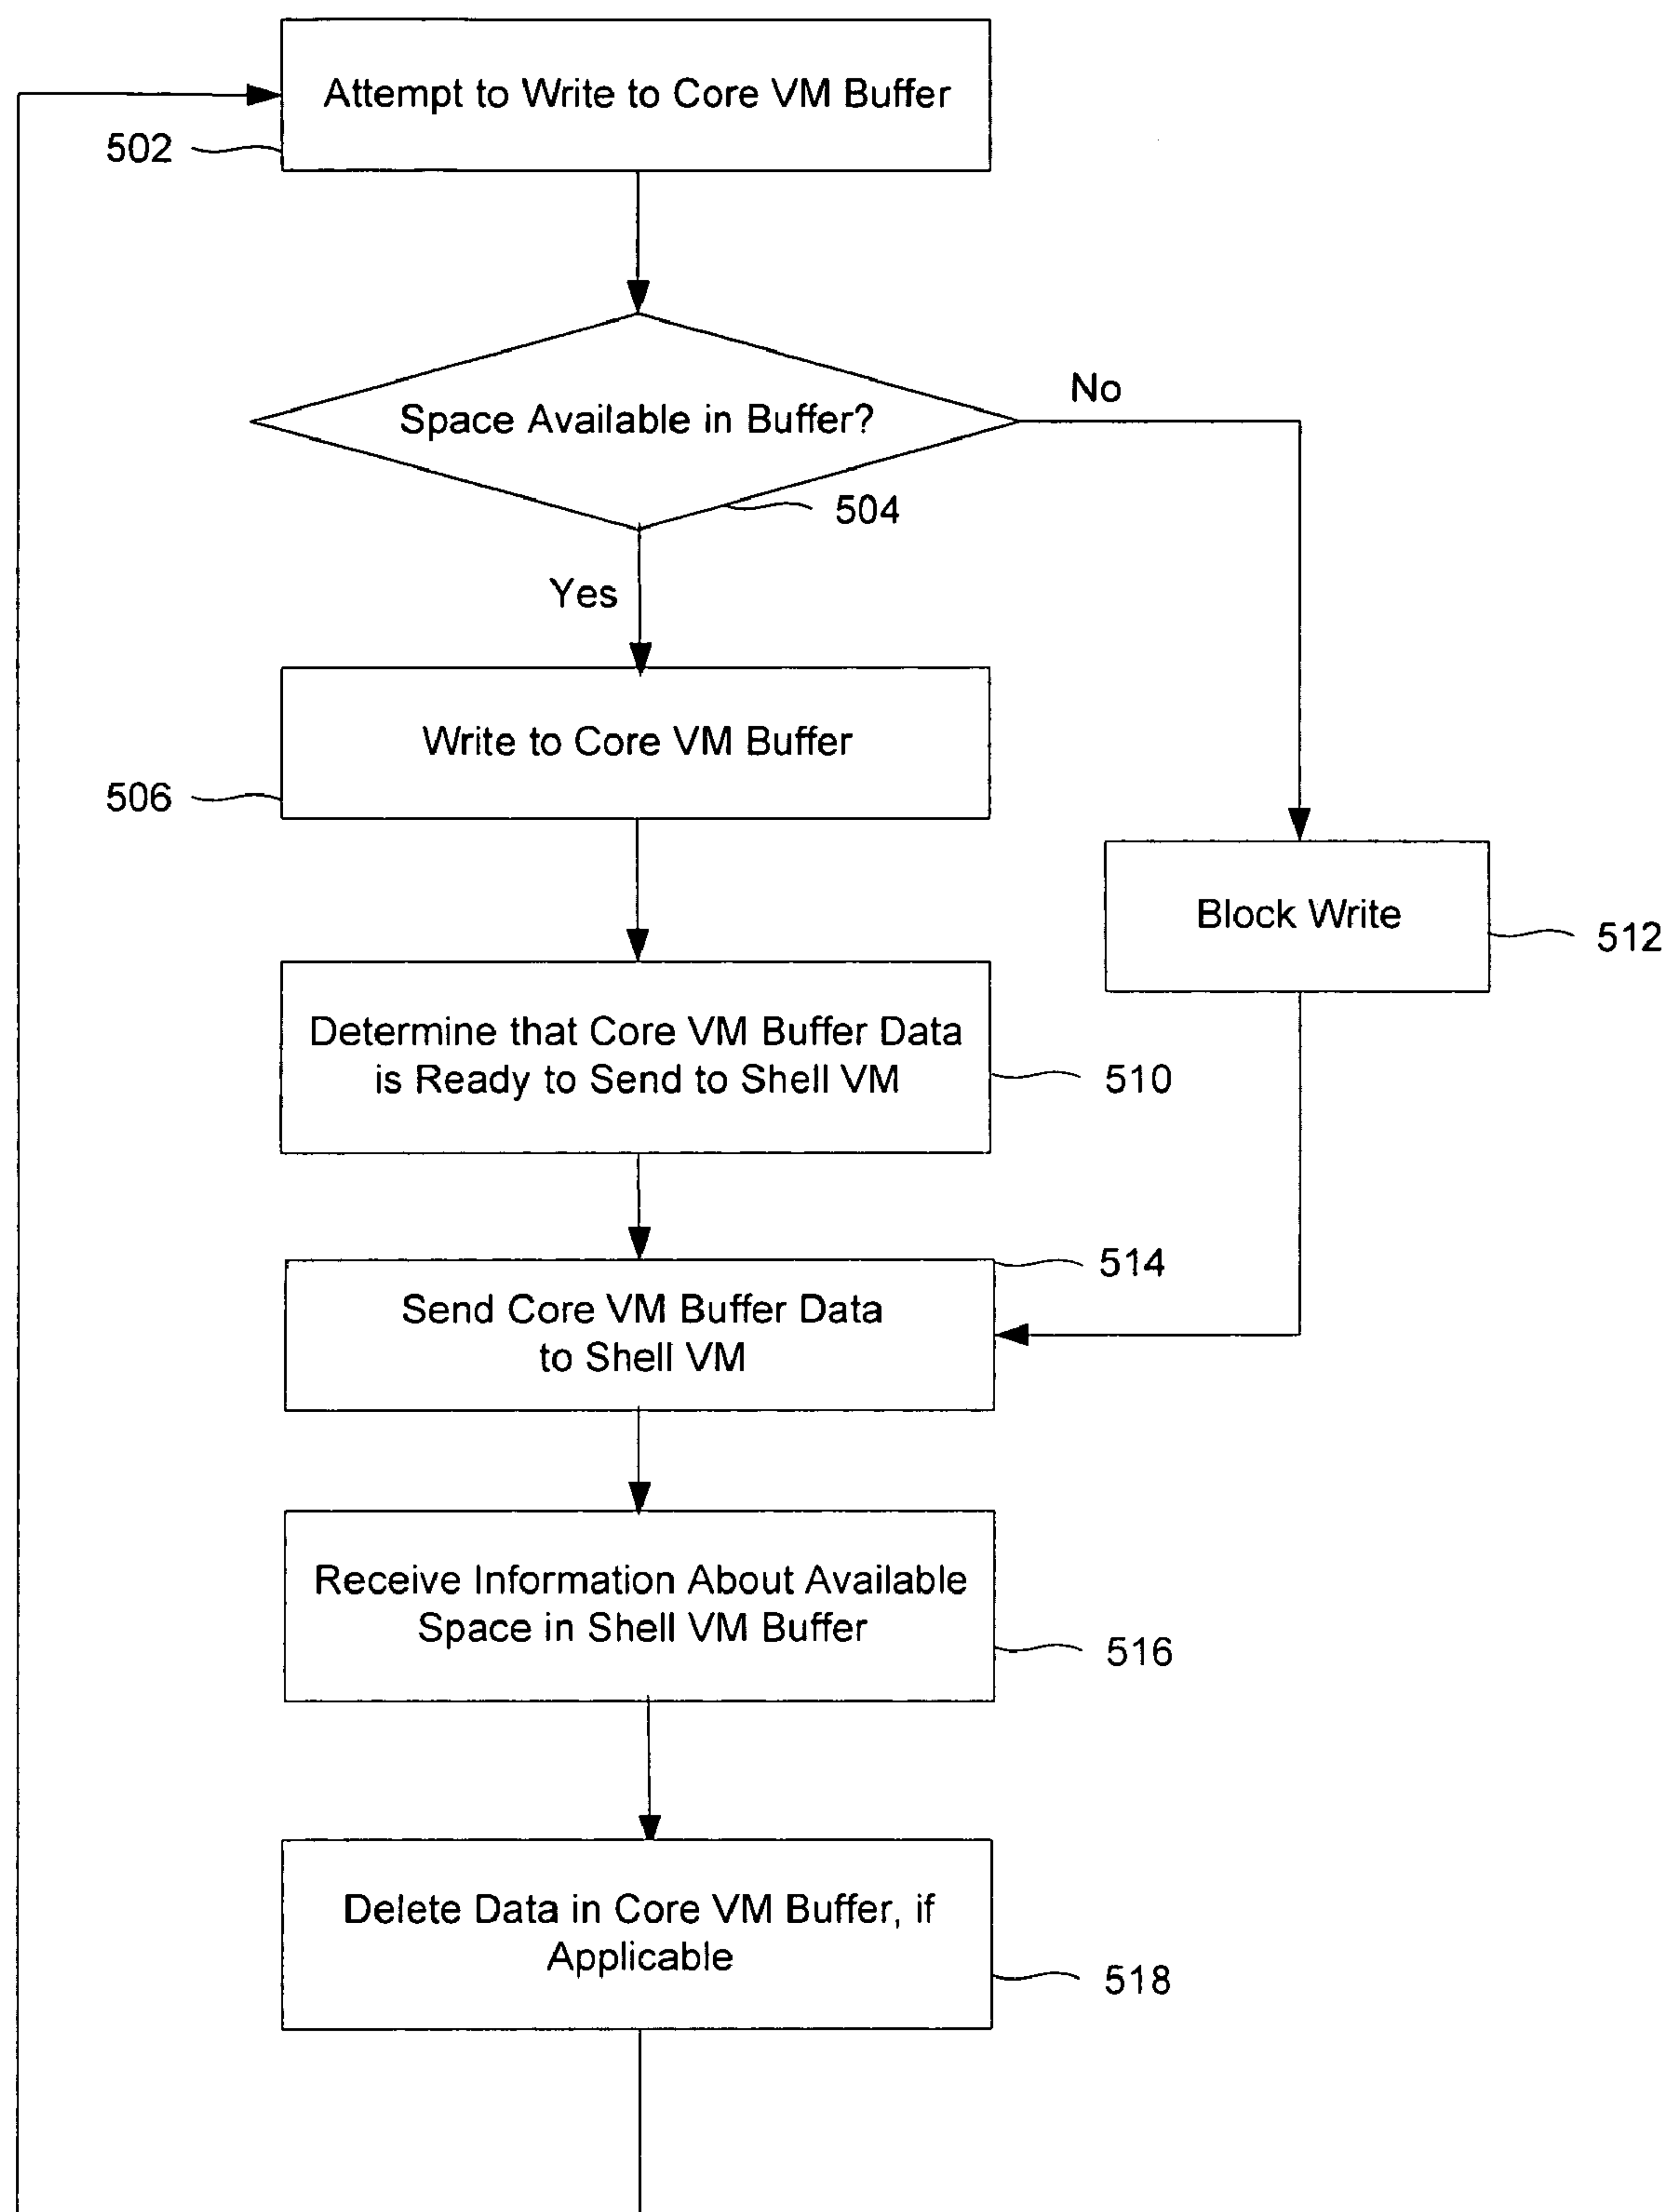 Attempt to Write to Core VM Buffer
502
No
Space Available in Buffer?
504
Yes
Write to Core VM Buffer
506
Block Write
512
Determine that Core VM Buffer Data
is Ready to Send to Shell VM
510
514
Send Core VM Buffer Data
to Shell VM
Receive Information About Available
Space in Shell VM Buffer
516
Delete Data in Core VM Buffer, if
Applicable
518